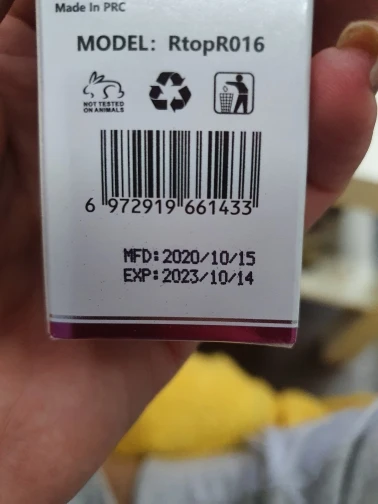 Made In PRC
MODEL: RtopR016
NOT TESTED
ON ANIMALS
6 972919 661433
MFD:2020/10/15
EXP:2023/10/14